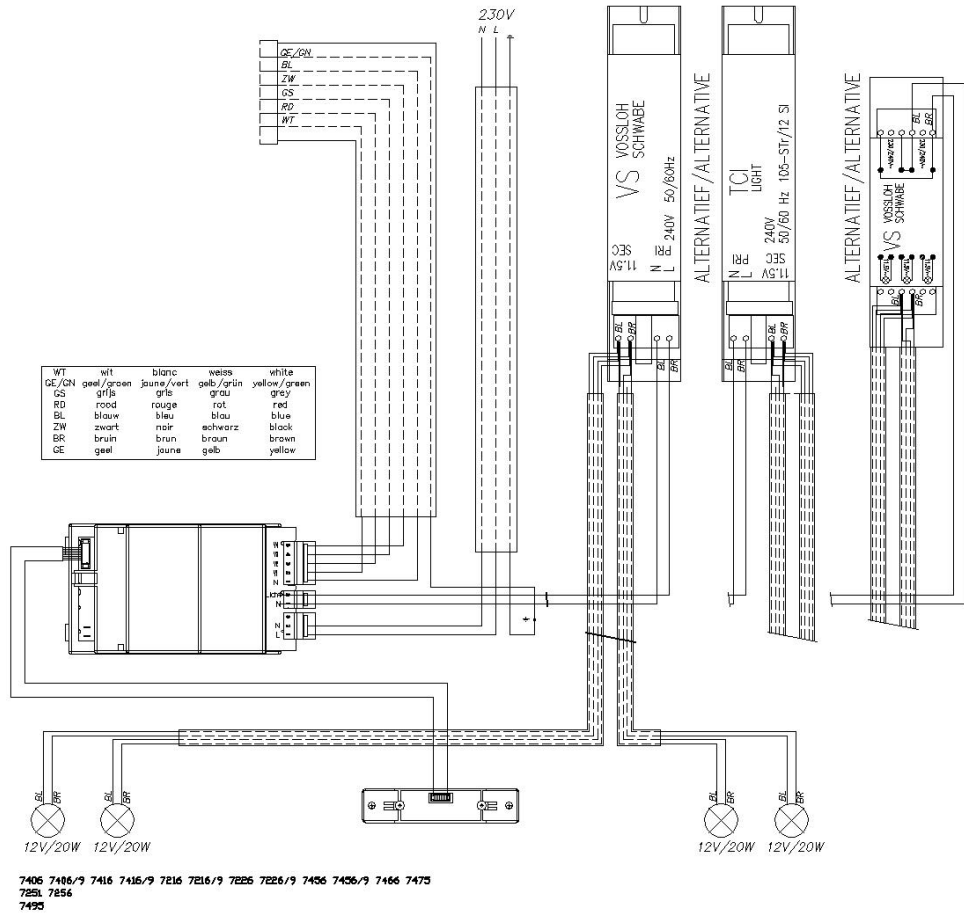 230V
N L
GE/GN
BL
ZW
GS
RD
WT
VS VOSSLOH
SCHWABE
240V 50/60Hz
PRI
SEC
11.5V
N
L
BL
BR
BL
BR
ALTERNATIEF/ALTERNATIVE
TCI
LIGHT
240V
50/60 Hz 105-STr/12 SI
PRI
SEC
11.5V
N
L
BL
BR
BL
BR
ALTERNATIEF/ALTERNATIVE
VS VOSSLOH
SCHWABE
BL
BR
BL
BR
WT wit blanc weiss white
GE/GN geel/groen jaune/vert gelb/grün yellow/green
GS grijs gris grau grey
RD rood rouge rot red
BL blauw bleu blau blue
ZW zwart noir schwarz black
BR bruin brun braun brown
GE geel jaune gelb yellow
N
N
N
L
BL
BR
BL
BR
BL
BR
BL
BR
12V/20W 12V/20W
12V/20W 12V/20W
7406 7406/9 7416 7416/9 7216 7216/9 7226 7226/9 7456 7456/9 7466 7475
7251 7256
7495